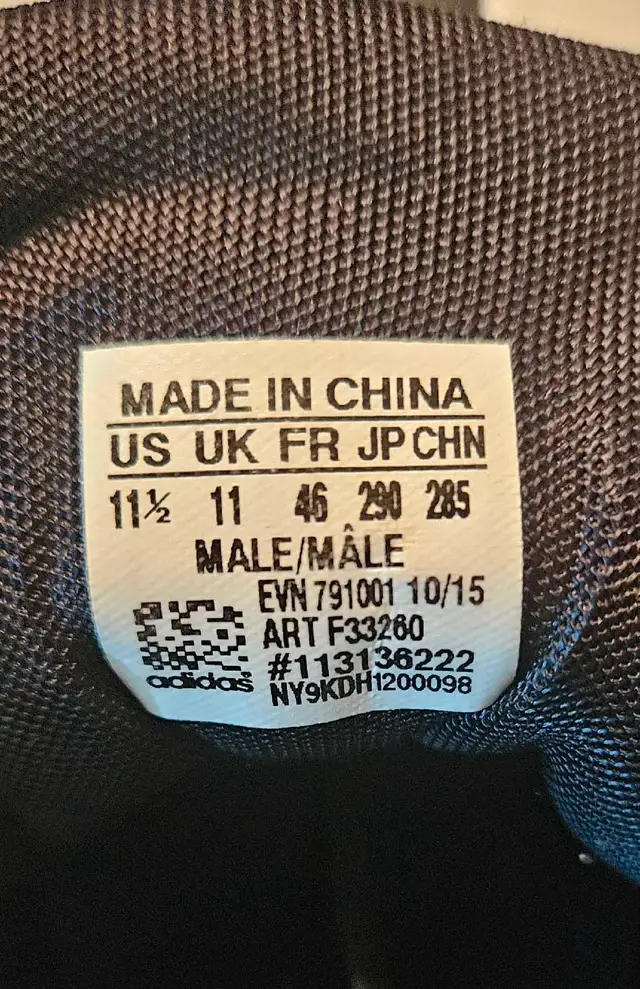 MADE IN CHINA
US UK FR JP CHN
11½ 11 46 290 285
MALE/MÂLE
EVN 791001 10/15
ART F33260
#113136222
adidas NY9KDH1200098